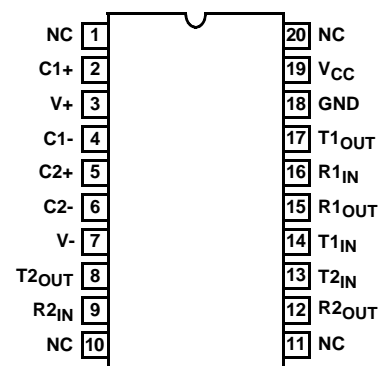 NC 1 20 NC
C1+ 2 19 VCC
V+ 3 18 GND
C1- 4 17 T1OUT
C2+ 5 16 R1IN
C2- 6 15 R1OUT
V- 7 14 T1IN
T2OUT 8 13 T2IN
R2IN 9 12 R2OUT
NC 10 11 NC